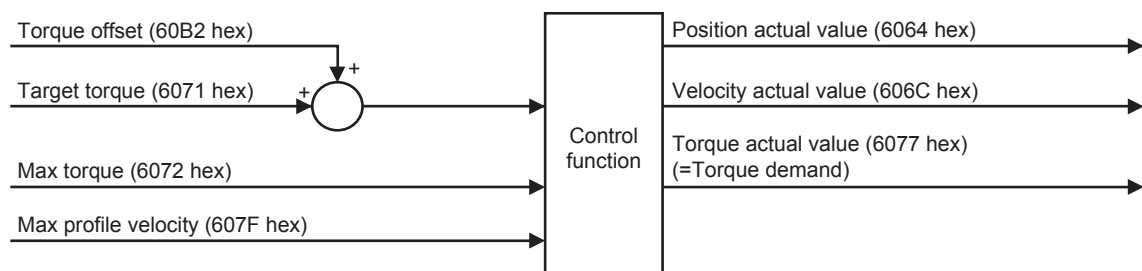 Torque offset (60B2 hex)
+
Target torque (6071 hex)
+
Max torque (6072 hex)
Max profile velocity (607F hex)
Control
function
Position actual value (6064 hex)
Velocity actual value (606C hex)
Torque actual value (6077 hex)
(=Torque demand)